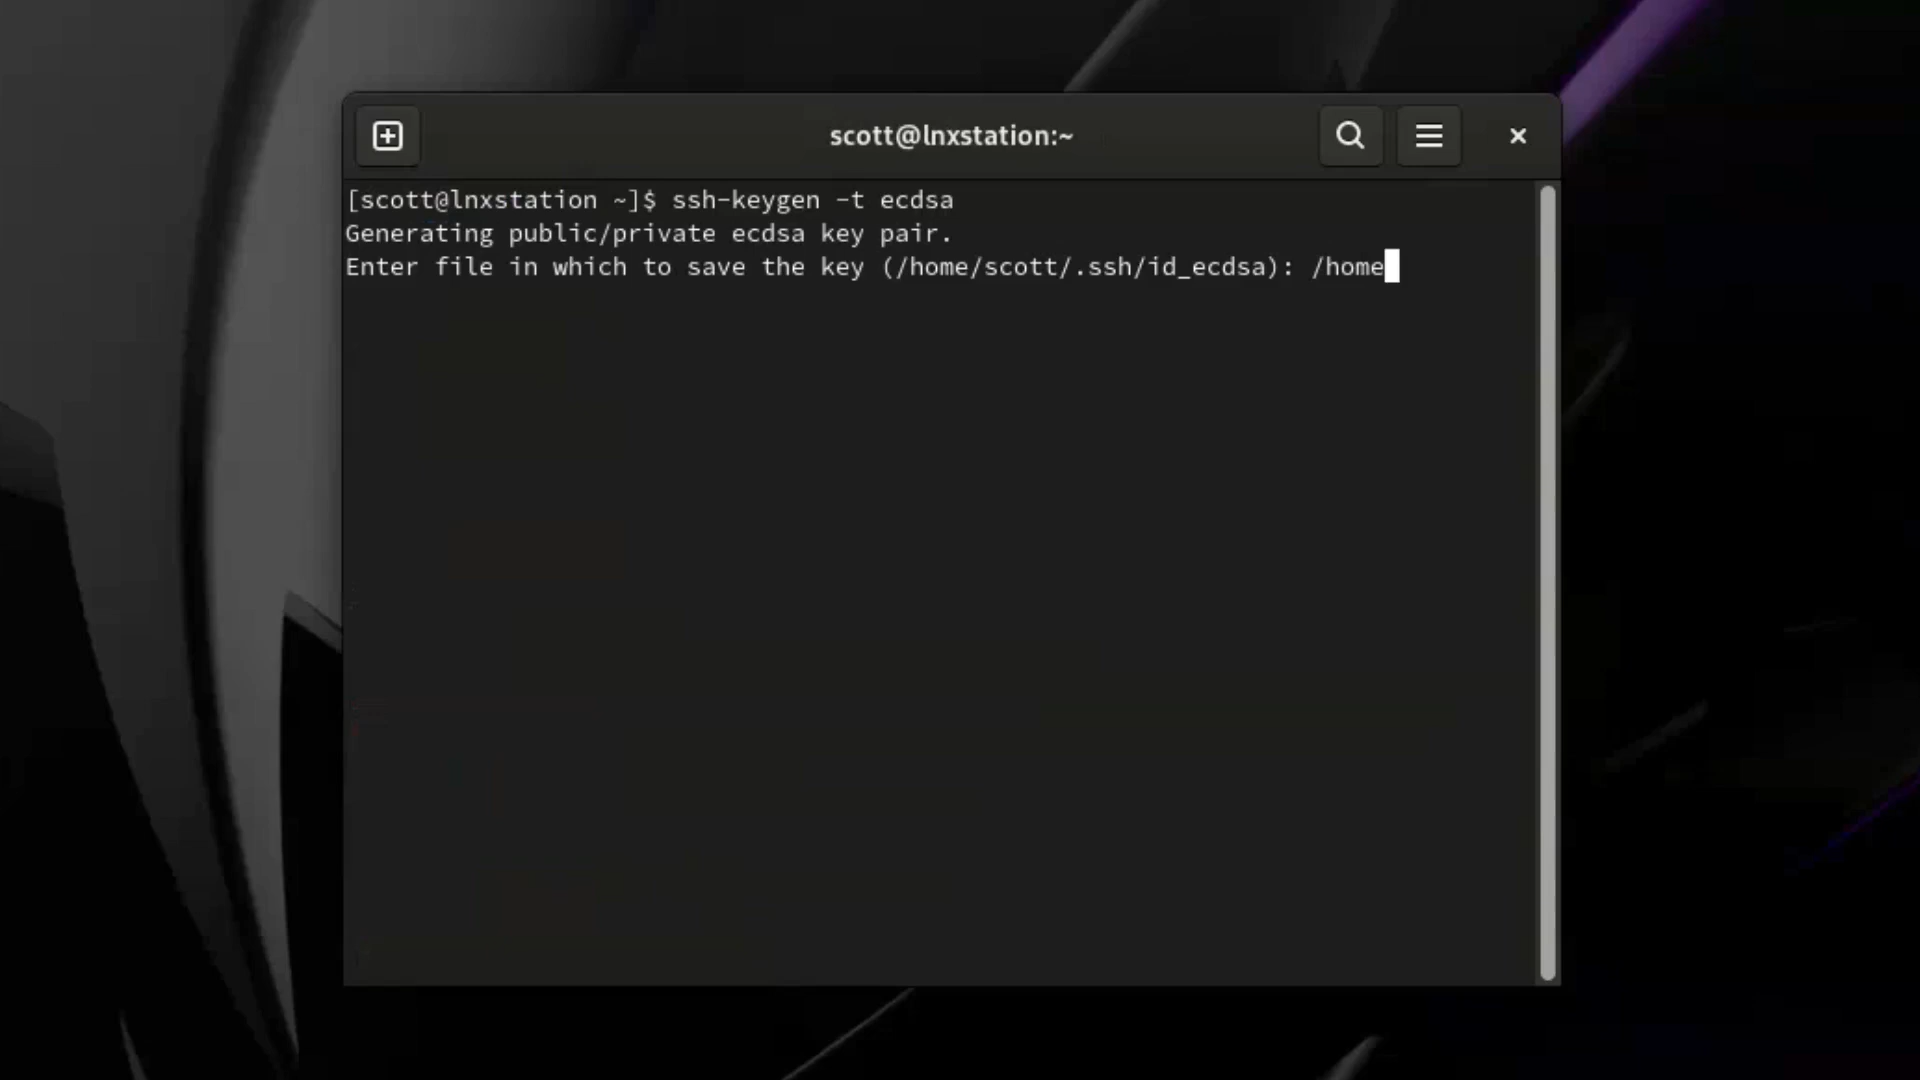 scott@lnxstation:~
[scott@lnxstation ~]$ ssh-keygen -t ecdsa
Generating public/private ecdsa key pair.
Enter file in which to save the key (/home/scott/.ssh/id_ecdsa): /home